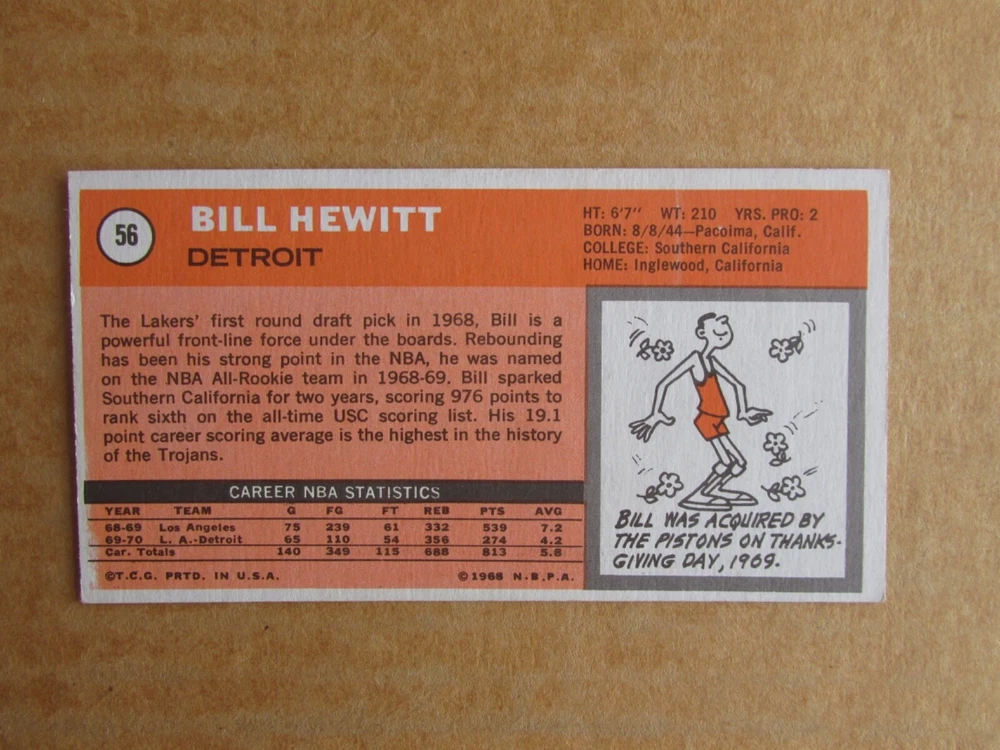 56
BILL HEWITT
DETROIT
HT: 6'7" WT: 210 YRS. PRO: 2
BORN: 8/8/44—Pacoima, Calif.
COLLEGE: Southern California
HOME: Inglewood, California
The Lakers' first round draft pick in 1968, Bill is a
powerful front-line force under the boards. Rebounding
has been his strong point in the NBA, he was named
on the NBA All-Rookie team in 1968-69. Bill sparked
Southern California for two years, scoring 976 points to
rank sixth on the all-time USC scoring list. His 19.1
point career scoring average is the highest in the history
of the Trojans.
CAREER NBA STATISTICS
YEAR TEAM G FG FT REB PTS AVG
68-69 Los Angeles 75 239 61 332 539 7.2
69-70 L. A.-Detroit 65 110 54 356 274 4.2
Car. Totals 140 349 115 688 813 5.8
©T.C.G. PRTD. IN U.S.A. ©1968 N.B.P.A.
BILL WAS ACQUIRED BY
THE PISTONS ON THANKS-
GIVING DAY, 1969.